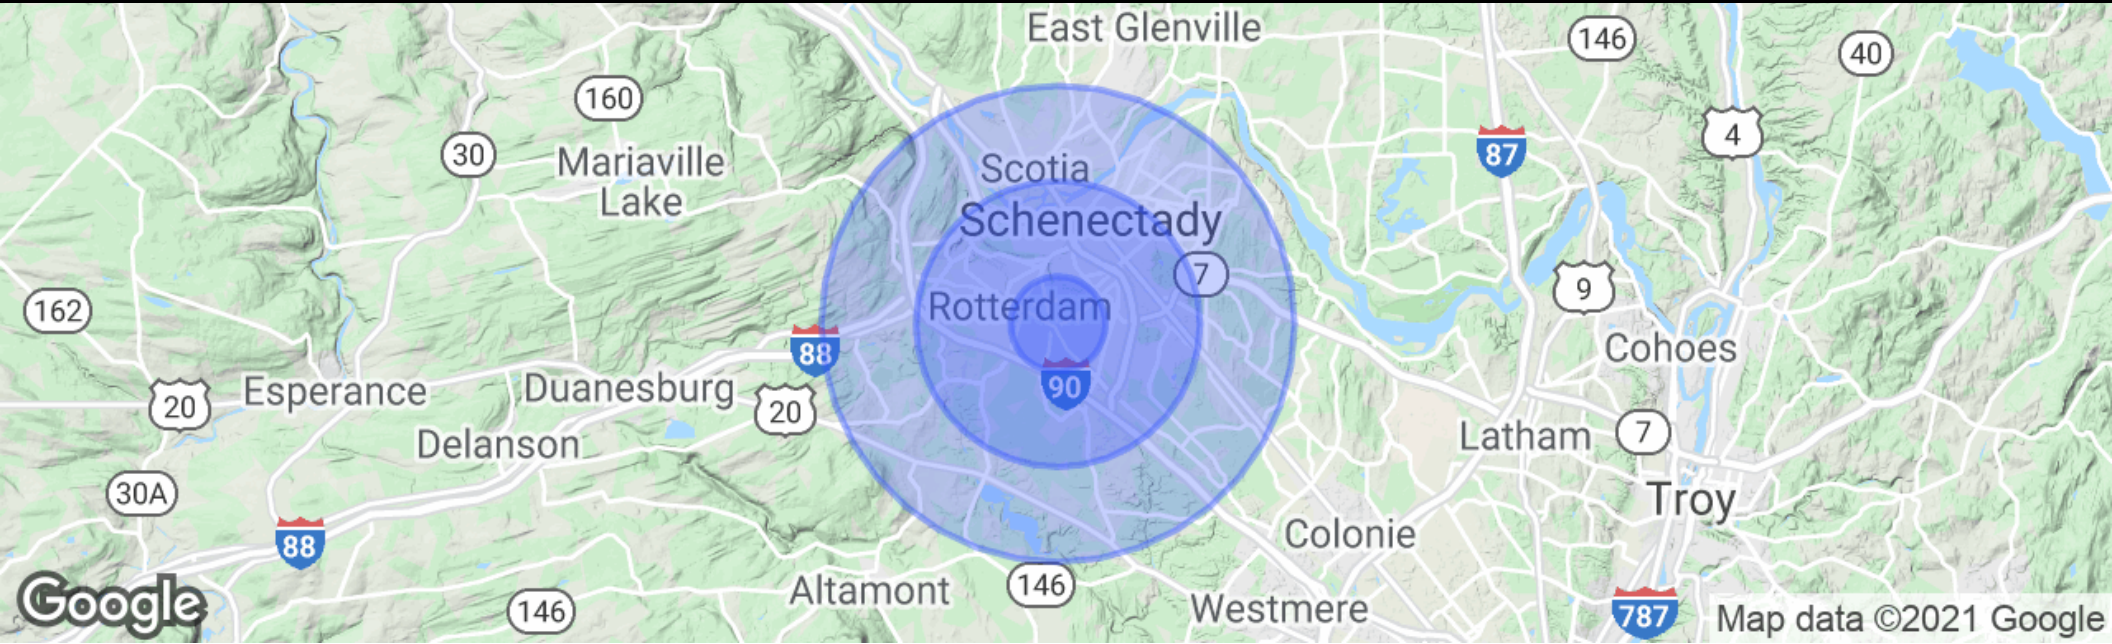 East Glenville
146
40
160
4
30
87
Mariaville
Lake
Scotia
Schenectady
7
9
162
Rotterdam
88
Cohoes
90
20
Esperance
Duanesburg
20
Delanson
Latham
7
30A
Troy
88
Colonie
Altamont
146
Westmere
146
787
Google
Map data ©2021 Google